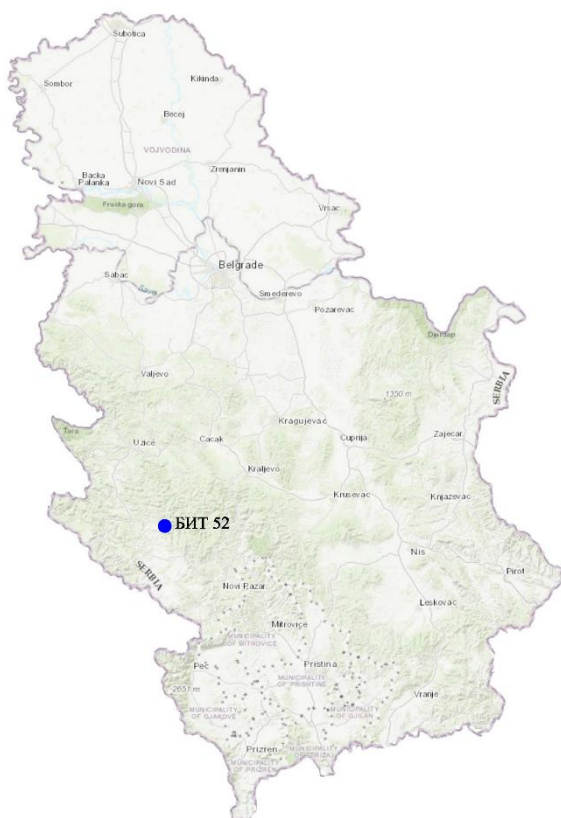 Subotica
Sombor
Kikinda
Becej
VOJVODINA
Backa
Palanka
Novi Sad
Zrenjanin
Fruska gora
Vrsac
Belgrade
Sabac
Sava
Smederevo
Pozarevac
Djerdap
Valjevo
1350 m
SERBIA
Tara
Uzice
Cacak
Kragujevac
Cuprija
Zajecar
Kraljevo
Krusevac
Knjazevac
БИТ 52
Nis
Pirot
SERBIA
Novi Pazar
Leskovac
Mitrovice
MUNICIPALITY
OF MITROVICE
Peć
Pristina
MUNICIPALITY
OF PRISHTINE
2651 m
Vranje
MUNICIPALITY
OF GJAKOVE
MUNICIPALITY
OF GJILAN
Prizren
MUNICIPALITY
OF PRIZREN
MUNICIPALITY